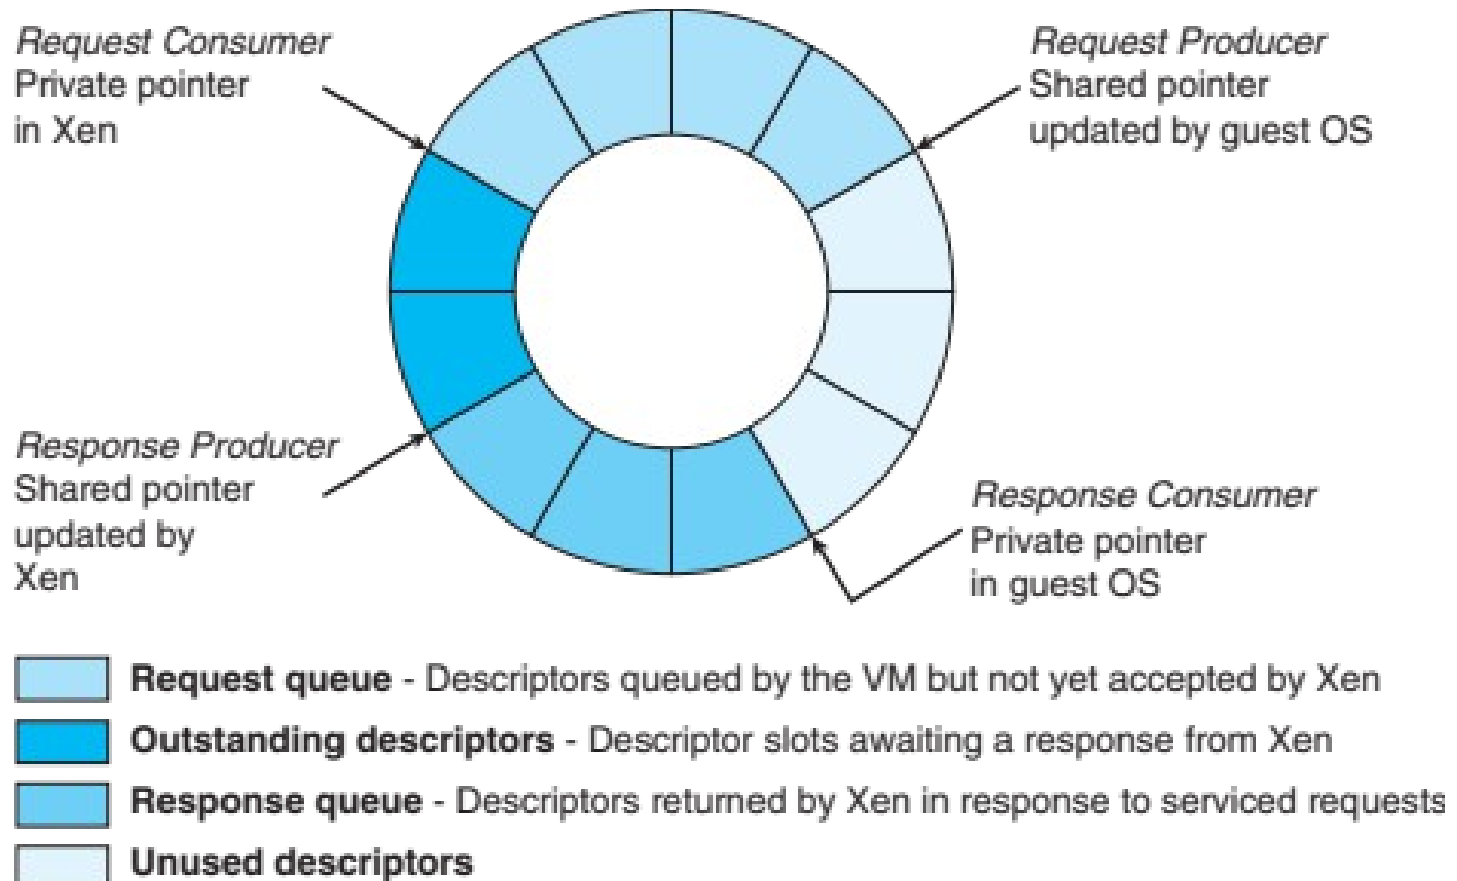 Request Consumer
Private pointer
in Xen
Request Producer
Shared pointer
updated by guest OS
Response Producer
Shared pointer
updated by
Xen
Response Consumer
Private pointer
in guest OS
Request queue - Descriptors queued by the VM but not yet accepted by Xen
Outstanding descriptors - Descriptor slots awaiting a response from Xen
Response queue - Descriptors returned by Xen in response to serviced requests
Unused descriptors